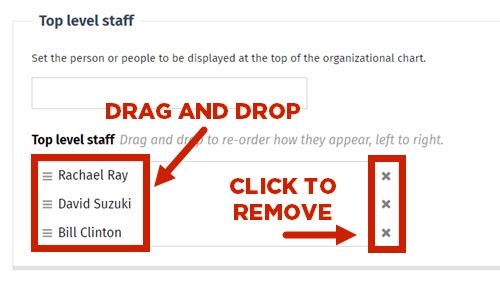 Top level staff
Set the person or people to be displayed at the top of the organizational chart.
DRAG AND DROP
Top level staff Drag and drop to re-order how they appear, left to right.
Rachael Ray
David Suzuki
Bill Clinton
CLICK TO
REMOVE